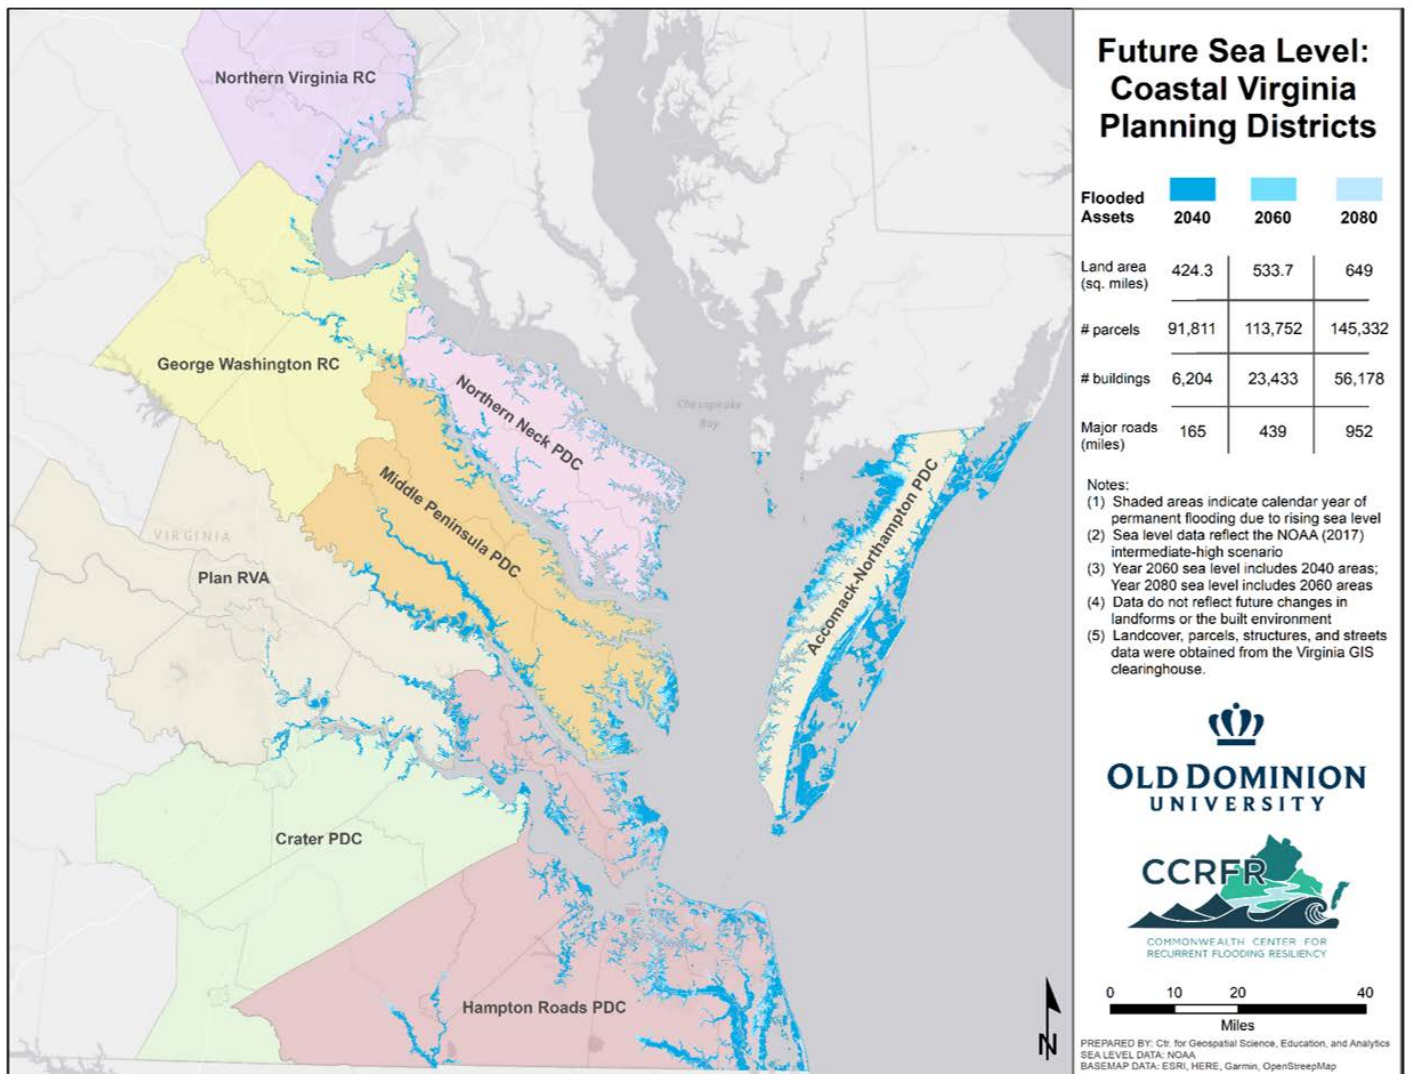 Northern Virginia RC
George Washington RC
Northern Neck PDC
Middle Peninsula PDC
Chesapeake
Bay
Accomack-Northampton PDC
VIRGINIA
Plan RVA
Crater PDC
Hampton Roads PDC
N
Future Sea Level:
Coastal Virginia
Planning Districts
Flooded
Assets 2040 2060 2080
Land area
(sq. miles) 424.3 533.7 649
# parcels 91,811 113,752 145,332
# buildings 6,204 23,433 56,178
Major roads
(miles) 165 439 952
Notes:
(1) Shaded areas indicate calendar year of
permanent flooding due to rising sea level
(2) Sea level data reflect the NOAA (2017)
intermediate-high scenario
(3) Year 2060 sea level includes 2040 areas;
Year 2080 sea level includes 2060 areas
(4) Data do not reflect future changes in
landforms or the built environment
(5) Landcover, parcels, structures, and streets
data were obtained from the Virginia GIS
clearinghouse.
OLD DOMINION
UNIVERSITY
CCRFR
COMMONWEALTH CENTER FOR
RECURRENT FLOODING RESILIENCY
0 10 20 40
Miles
PREPARED BY: Ctr. for Geospatial Science, Education, and Analytics
SEA LEVEL DATA: NOAA
BASEMAP DATA: ESRI, HERE, Garmin, OpenStreepMap